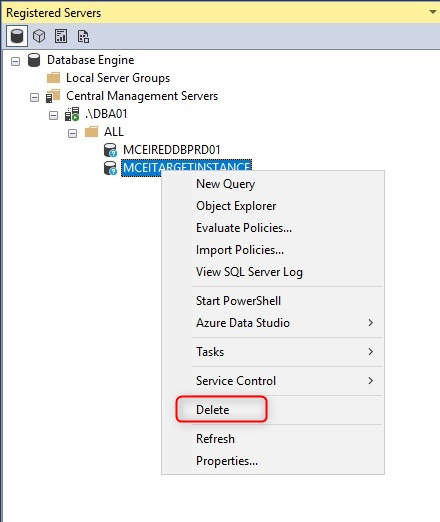 Registered Servers
Database Engine
Local Server Groups
Central Management Servers
.\DBA01
ALL
MCEIREDDBPRD01
MCEITARGETINSTANCE
New Query
Object Explorer
Evaluate Policies...
Import Policies...
View SQL Server Log
Start PowerShell
Azure Data Studio
Tasks
Service Control
Delete
Refresh
Properties...